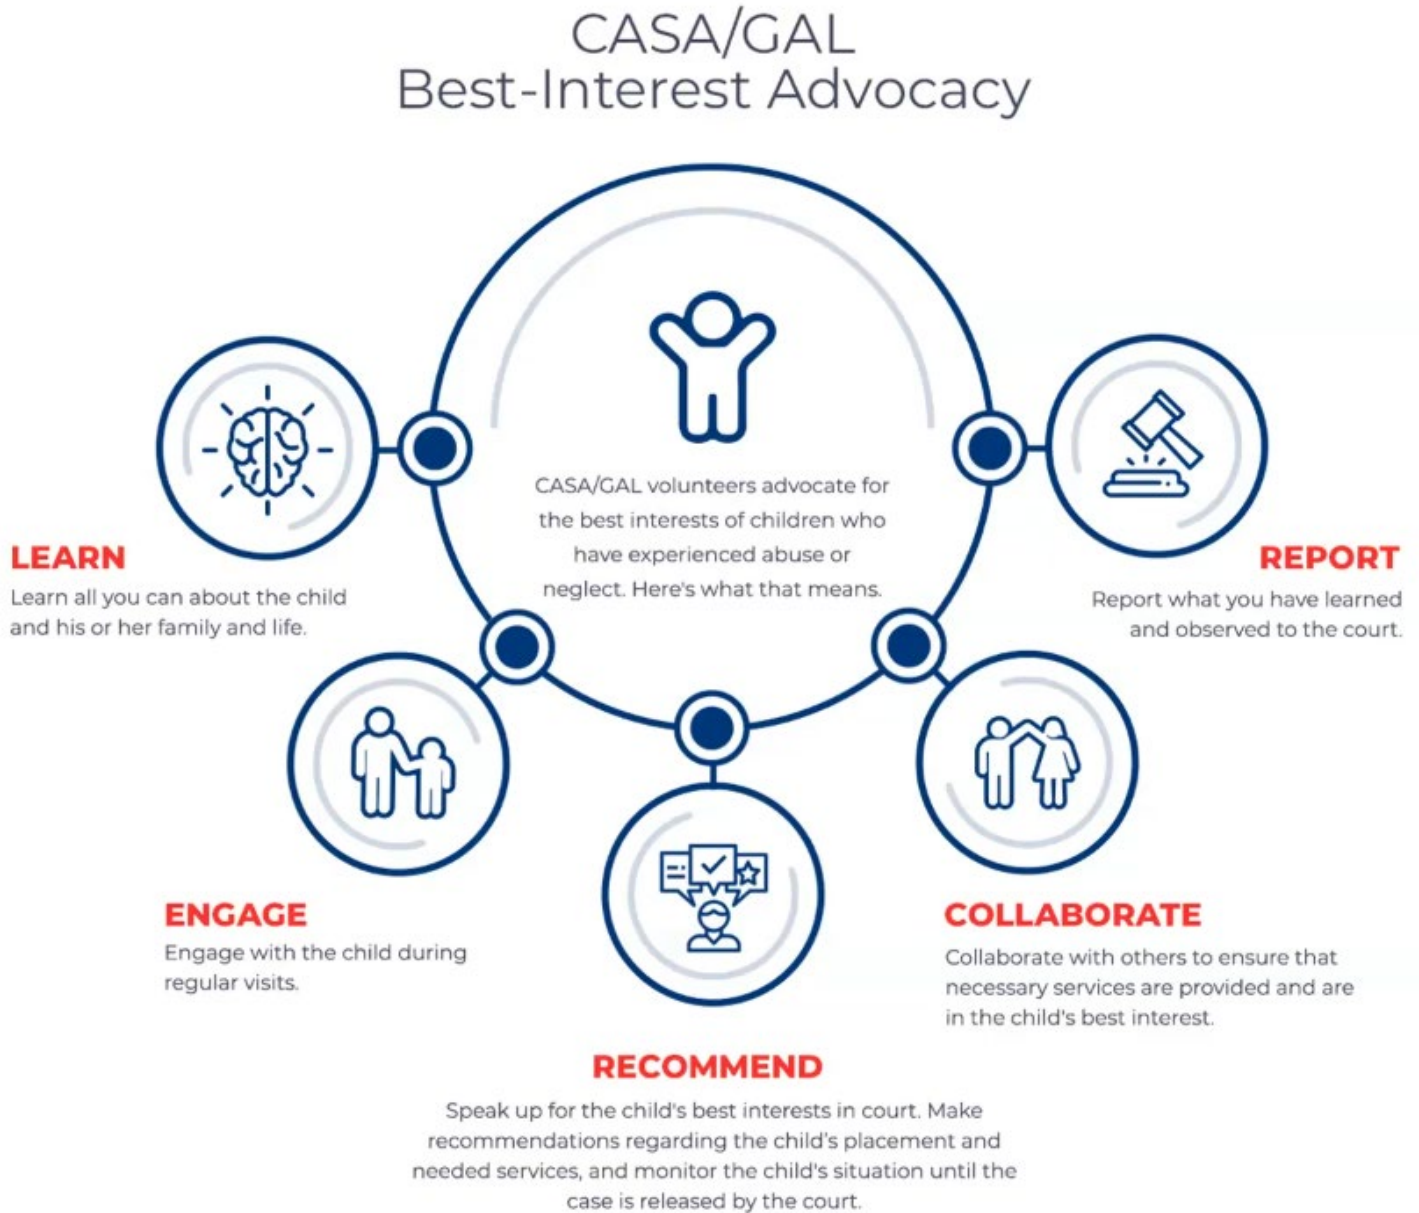 CASA/GAL
Best-Interest Advocacy
CASA/GAL volunteers advocate for
the best interests of children who
have experienced abuse or
neglect. Here's what that means.
LEARN
Learn all you can about the child
and his or her family and life.
ENGAGE
Engage with the child during
regular visits.
RECOMMEND
Speak up for the child's best interests in court. Make
recommendations regarding the child's placement and
needed services, and monitor the child's situation until the
case is released by the court.
COLLABORATE
Collaborate with others to ensure that
necessary services are provided and are
in the child's best interest.
REPORT
Report what you have learned
and observed to the court.